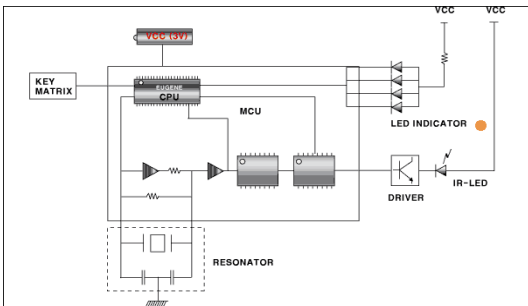 VCC
VCC
VCC (3V)
KEY
MATRIX
EUGENE
CPU
MCU
LED INDICATOR
IR-LED
DRIVER
RESONATOR